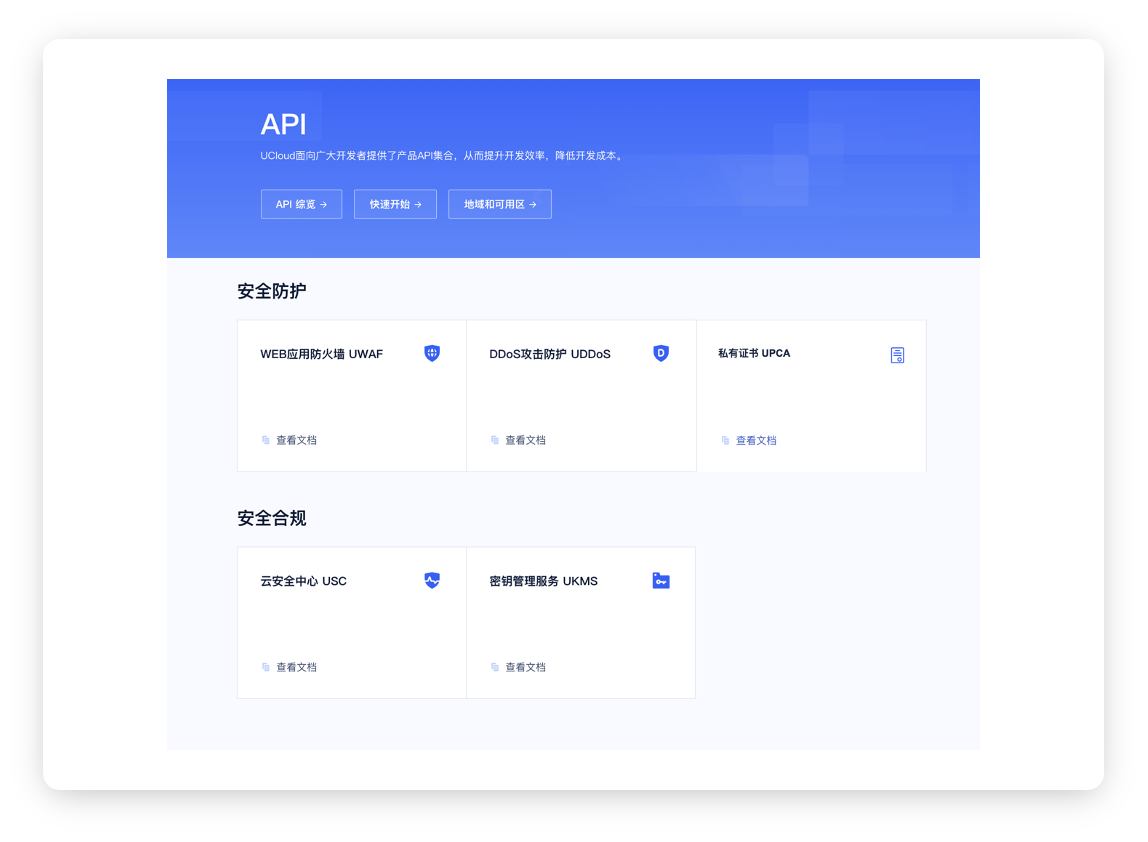 API
UCloud面向广大开发者提供了产品API集合，从而提升开发效率，降低开发成本。
API 综览 → 快速开始 → 地域和可用区 →
安全防护
WEB应用防火墙 UWAF DDoS攻击防护 UDDoS 私有证书 UPCA
D
查看文档 查看文档 查看文档
安全合规
云安全中心 USC 密钥管理服务 UKMS
查看文档 查看文档